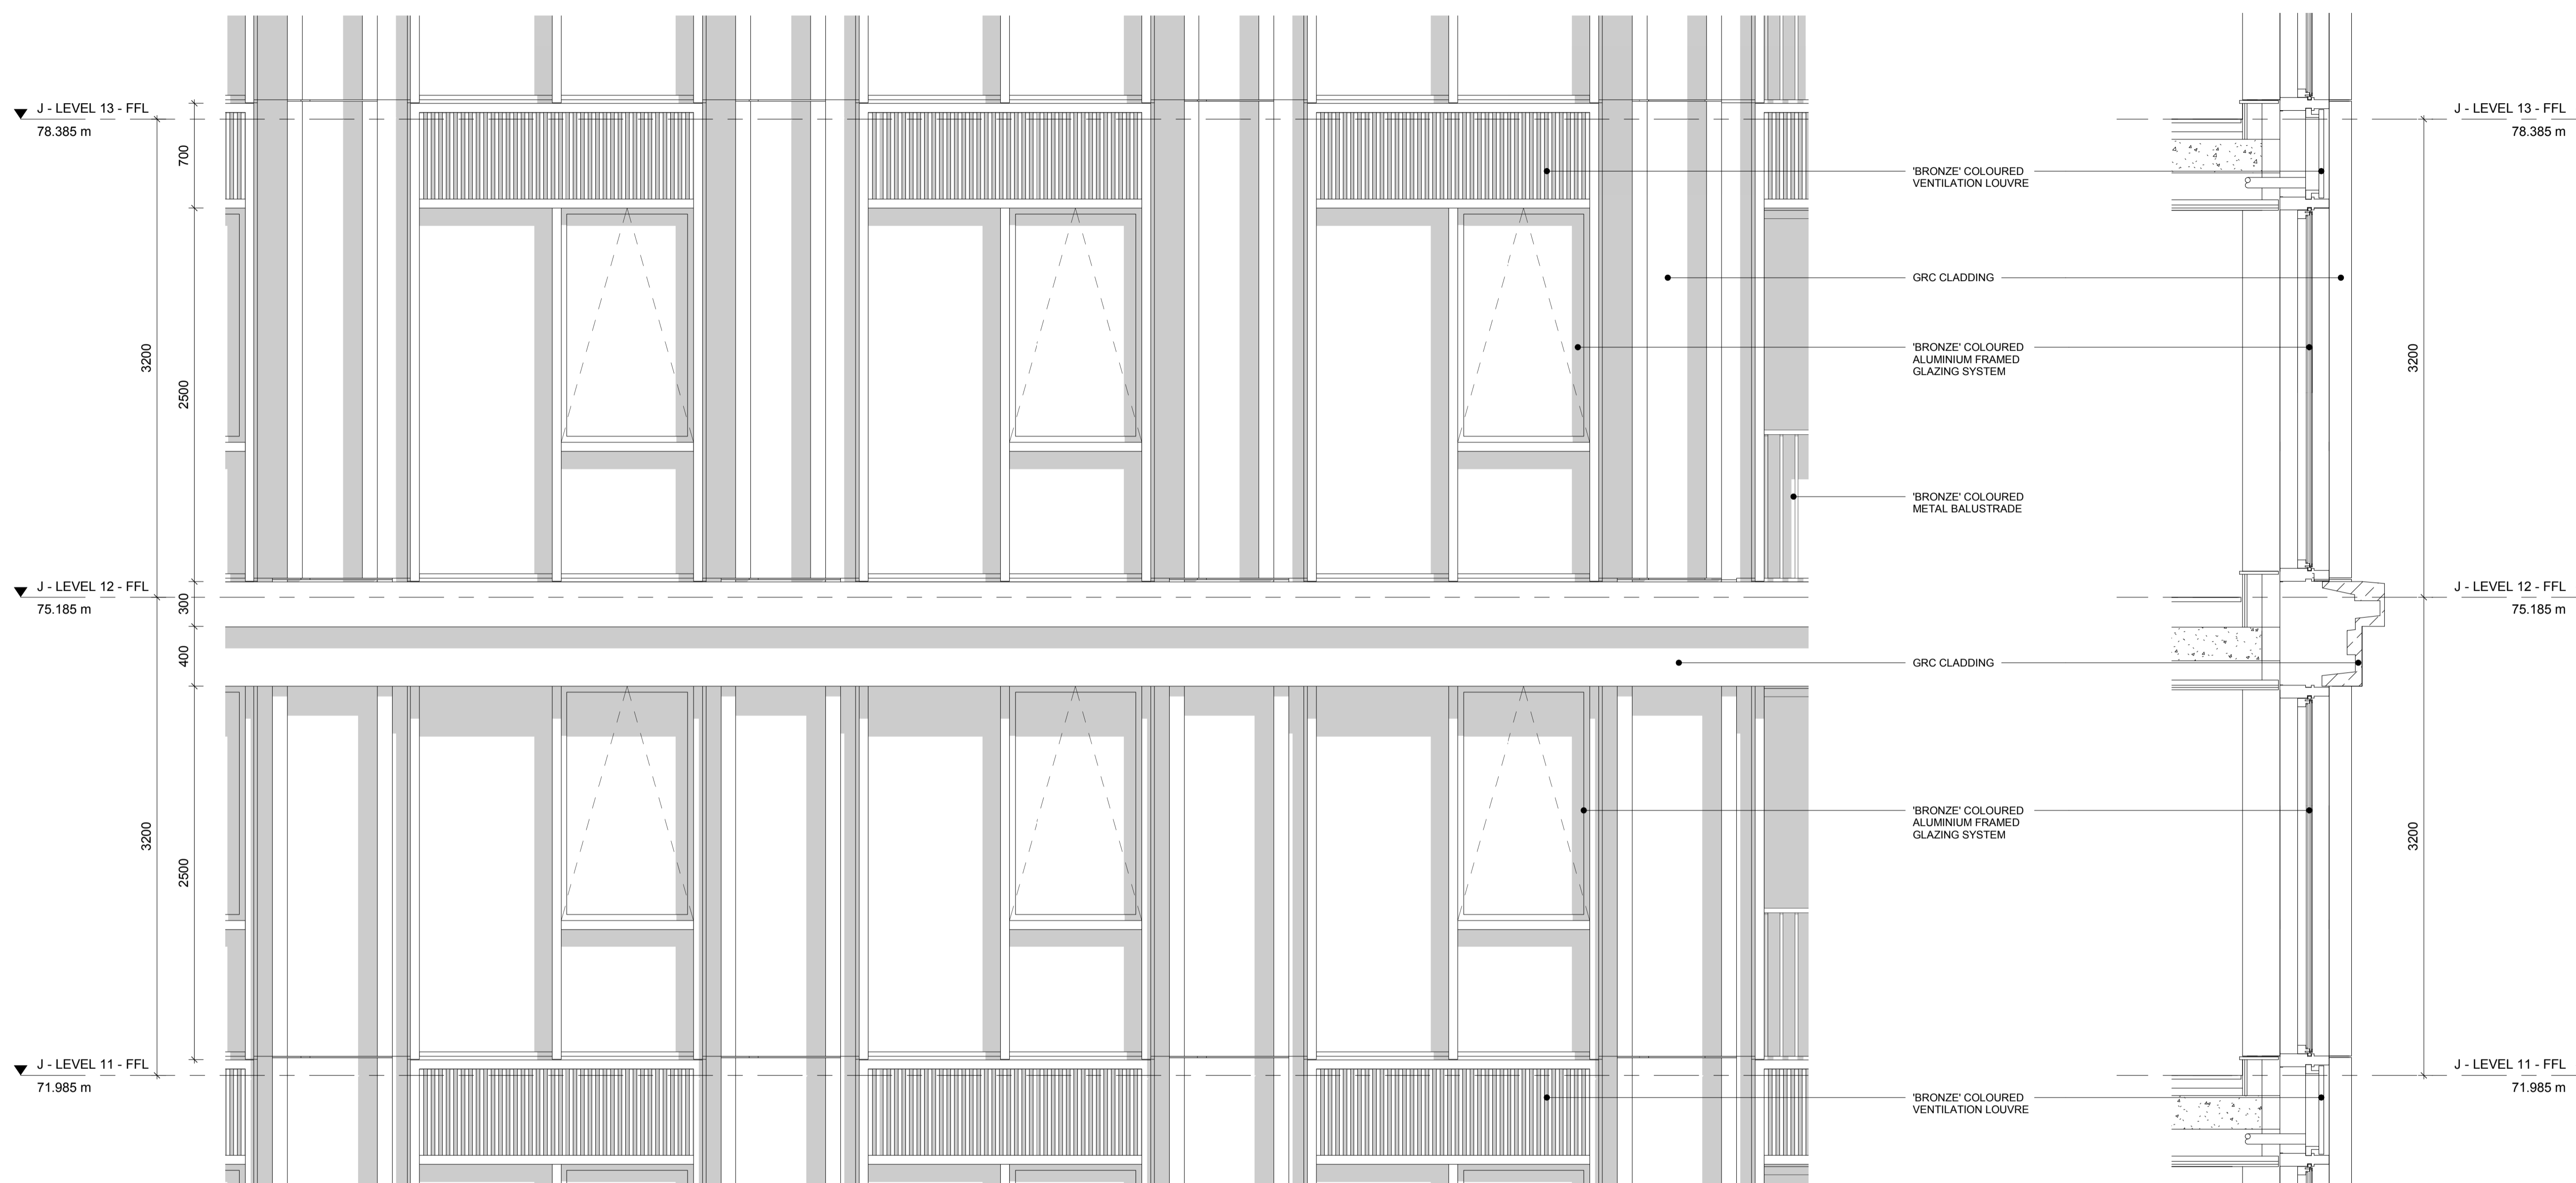 J - LEVEL 13 - FFL
78.385 m
700
3200
2500
J - LEVEL 12 - FFL
75.185 m
300
400
3200
2500
J - LEVEL 11 - FFL
71.985 m
'BRONZE' COLOURED
VENTILATION LOUVRE
GRC CLADDING
'BRONZE' COLOURED
ALUMINIUM FRAMED
GLAZING SYSTEM
'BRONZE' COLOURED
METAL BALUSTRADE
GRC CLADDING
'BRONZE' COLOURED
ALUMINIUM FRAMED
GLAZING SYSTEM
'BRONZE' COLOURED
VENTILATION LOUVRE
J - LEVEL 13 - FFL
78.385 m
3200
J - LEVEL 12 - FFL
75.185 m
3200
J - LEVEL 11 - FFL
71.985 m